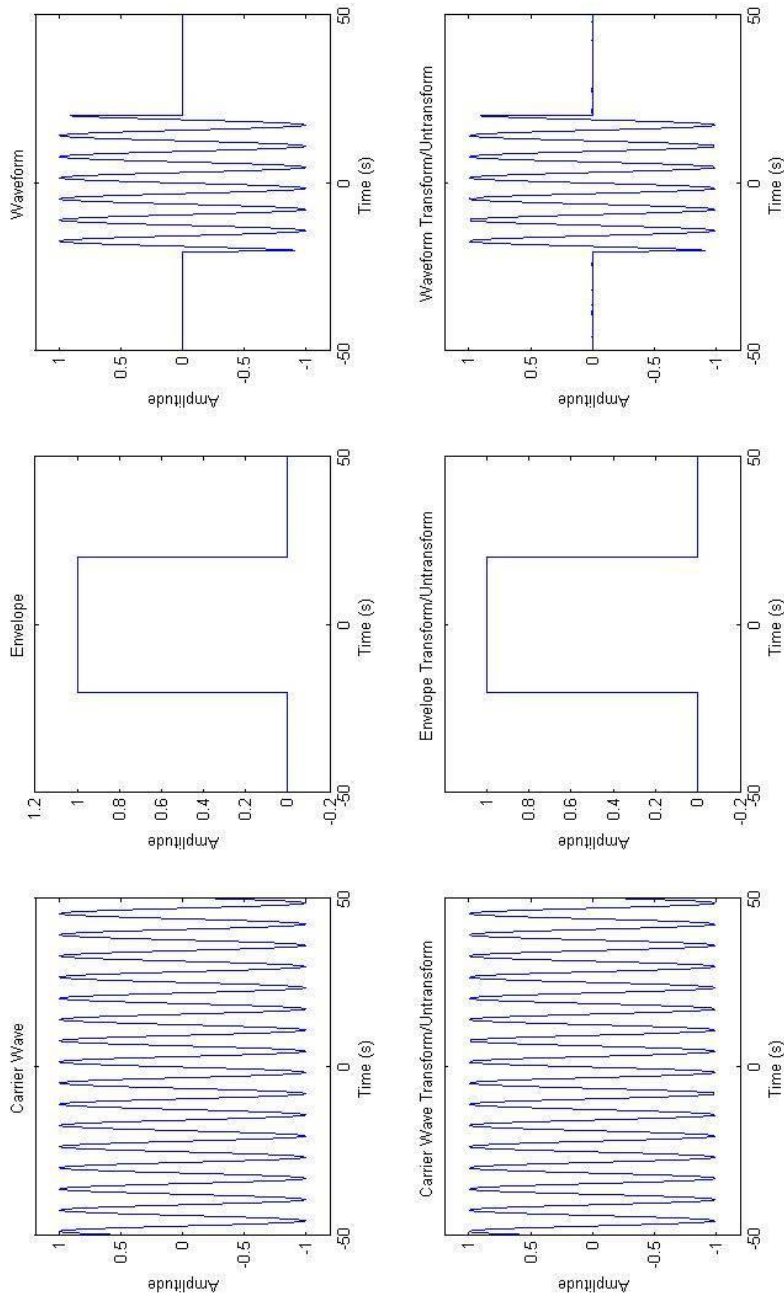 Carrier Wave
1
0.5
0
-0.5
-1
Amplitude
-50
0
50
Time (s)
Envelope
1.2
1
0.8
0.6
0.4
0.2
0
-0.2
Amplitude
-50
0
50
Time (s)
Waveform
1
0.5
0
-0.5
-1
Amplitude
-50
0
50
Time (s)
Carrier Wave Transform/Untransform
1
0.5
0
-0.5
-1
Amplitude
-50
0
50
Time (s)
Envelope Transform/Untransform
1
0.8
0.6
0.4
0.2
0
-0.2
Amplitude
-50
0
50
Time (s)
Waveform Transform/Untransform
1
0.5
0
-0.5
-1
Amplitude
-50
0
50
Time (s)